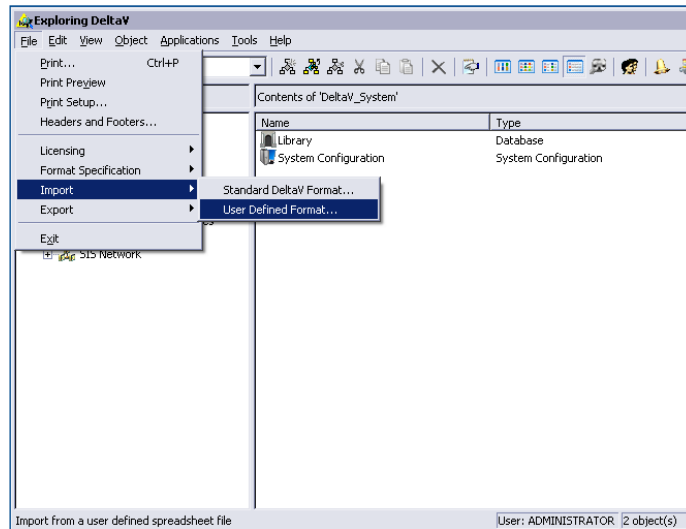 Exploring DeltaV
File Edit View Object Applications Tools Help
Print... Ctrl+P
Print Preview
Print Setup...
Headers and Footers...
Licensing
Format Specification
Import
Export
Exit
Standard DeltaV Format...
User Defined Format...
SIS Network
Contents of 'DeltaV_System'
Name Type
Library Database
System Configuration System Configuration
Import from a user defined spreadsheet file
User: ADMINISTRATOR 2 object(s)